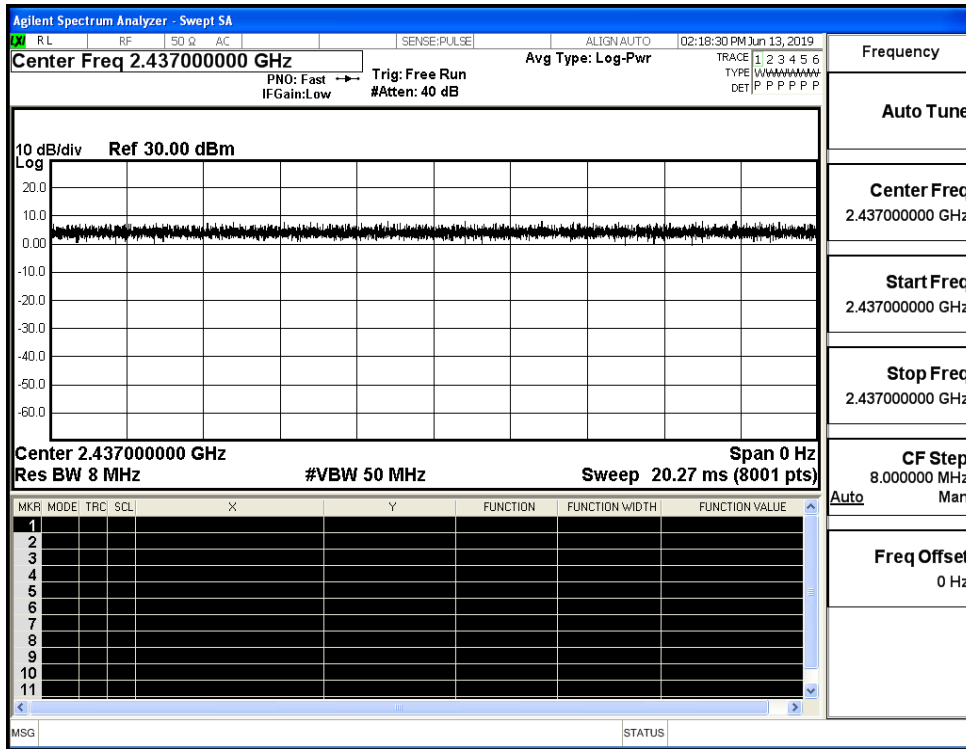 Agilent Spectrum Analyzer - Swept SA
LXI RL RF 50 Ω AC SENSE:PULSE ALIGN AUTO 02:18:30 PM Jun 13, 2019
Center Freq 2.437000000 GHz
Avg Type: Log-Pwr
TRACE 1 2 3 4 5 6
TYPE
DET P P P P P P
PNO: Fast
IFGain:Low
Trig: Free Run
#Atten: 40 dB
10 dB/div Ref 30.00 dBm
Log
20.0
10.0
0.00
-10.0
-20.0
-30.0
-40.0
-50.0
-60.0
Center 2.437000000 GHz Span 0 Hz
Res BW 8 MHz #VBW 50 MHz Sweep 20.27 ms (8001 pts)
MKR MODE TRC SCL X Y FUNCTION FUNCTION WIDTH FUNCTION VALUE
1
2
3
4
5
6
7
8
9
10
11
MSG STATUS
Frequency
Auto Tune
Center Freq
2.437000000 GHz
Start Freq
2.437000000 GHz
Stop Freq
2.437000000 GHz
CF Step
8.000000 MHz
Auto Man
Freq Offset
0 Hz